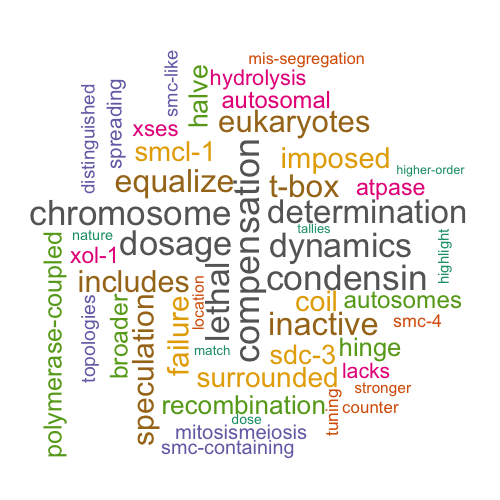 mis-segregation
smc-like
hydrolysis
distinguished
spreading
halve
autosomal
xses
eukaryotes
smcl-1
imposed
higher-order
equalize
compensation
t-box
atpase
chromosome
determination
nature
dosage
tallies
dynamics
highlight
xol-1
lethal
condensin
polymerase-coupled
includes
location
topologies
broader
speculation
failure
coil
autosomes
inactive
smc-4
match
sdc-3
hinge
surrounded
lacks
stronger
recombination
tuning
counter
dose
mitosismeiosis
smc-containing